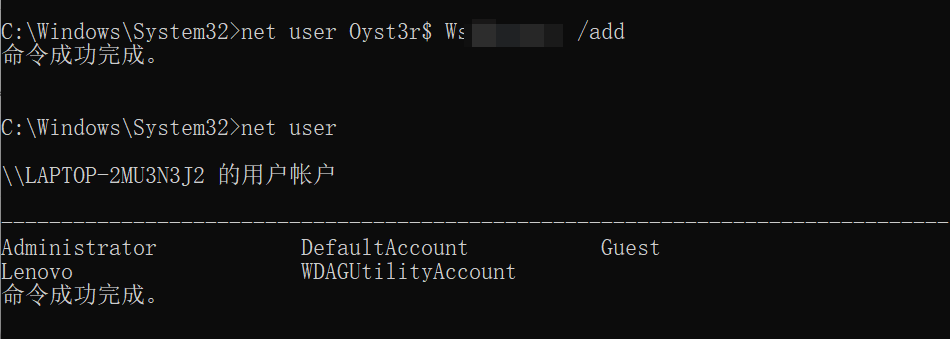 C:\Windows\System32>net user Oyst3r$ Ws /add
命令成功完成。
C:\Windows\System32>net user
\\LAPTOP-2MU3N3J2 的用户帐户
-------------------------------------------------------------------------------
Administrator            DefaultAccount           Guest
Lenovo                   WDAGUtilityAccount
命令成功完成。